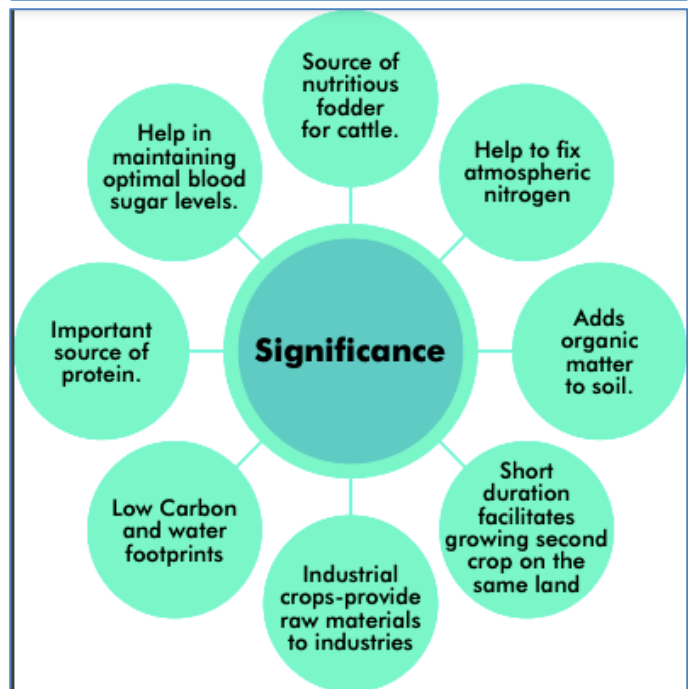 Source of
nutritious
fodder
for cattle.
Help to fix
atmospheric
nitrogen
Adds
organic
matter
to soil.
Short
duration
facilitates
growing second
crop on the
same land
Industrial
crops-provide
raw materials
to industries
Low Carbon
and water
footprints
Important
source of
protein.
Help in
maintaining
optimal blood
sugar levels.
Significance